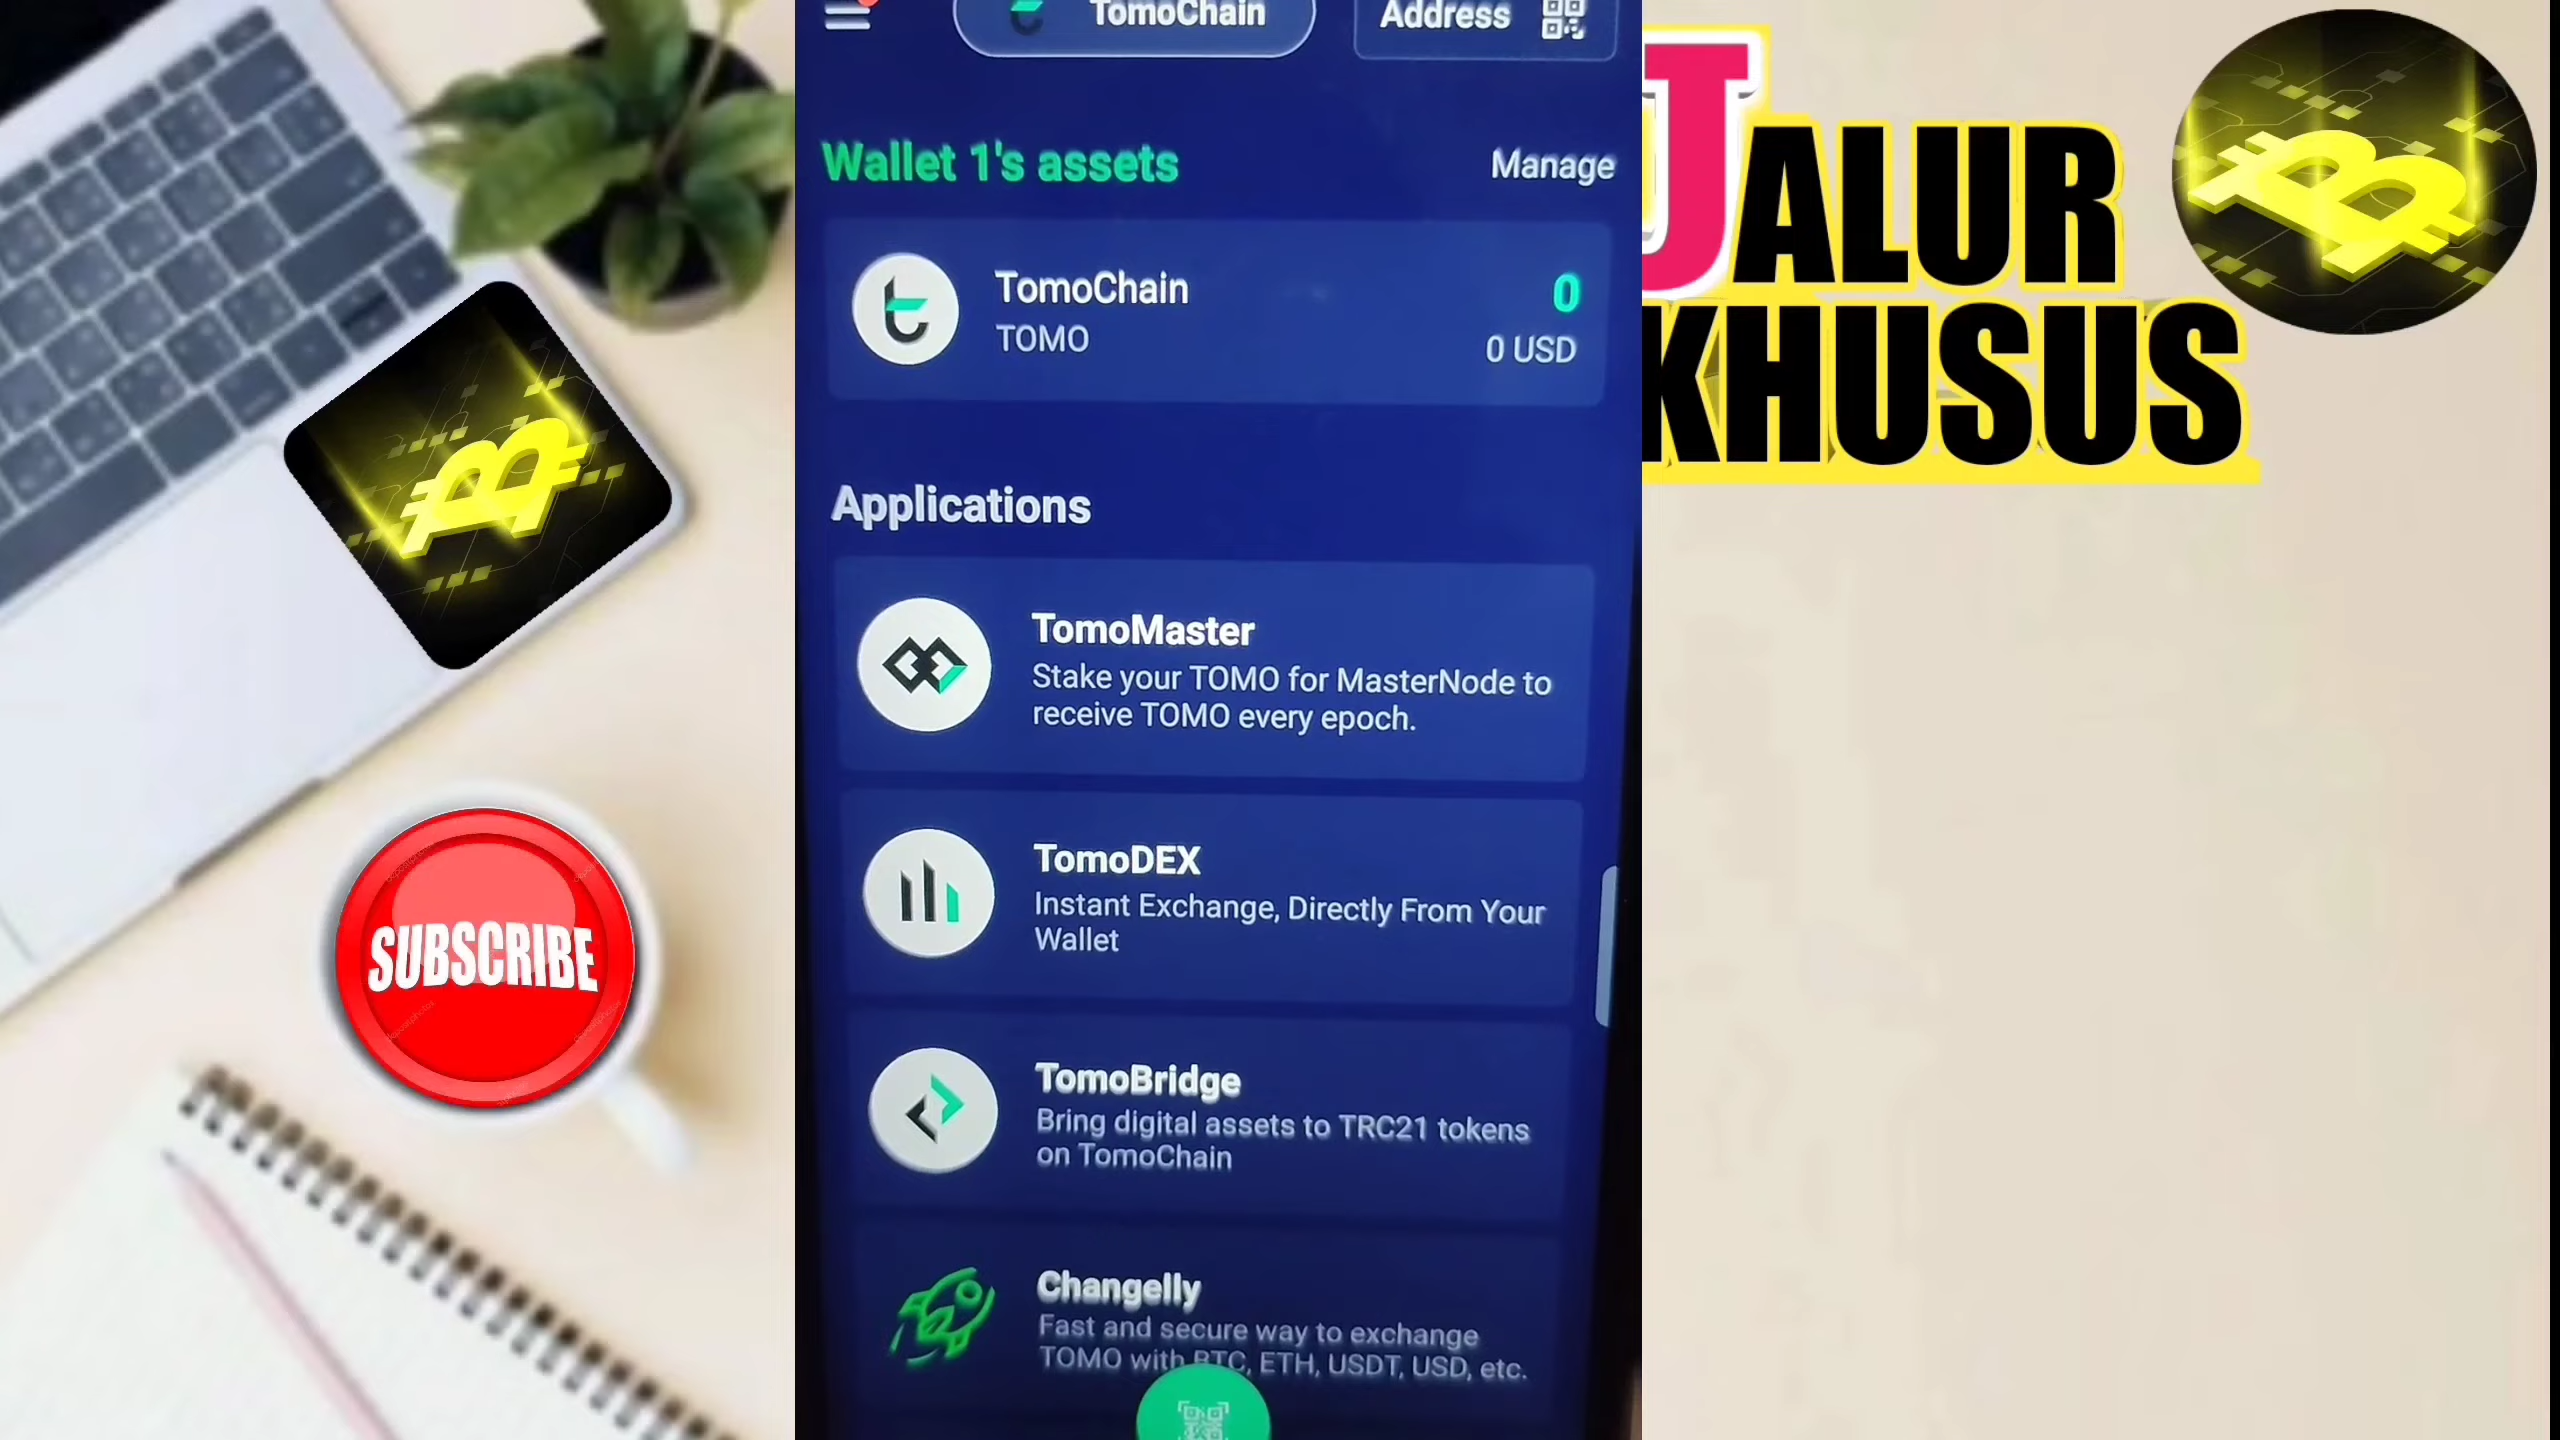 TomoChain
Address
Wallet 1's assets
Manage
TomoChain
0
TOMO
0 USD
Applications
TomoMaster
Stake your TOMO for MasterNode to
receive TOMO every epoch.
TomoDEX
Instant Exchange, Directly From Your
Wallet
TomoBridge
Bring digital assets to TRC21 tokens
on TomoChain
Changelly
Fast and secure way to exchange
TOMO with BTC, ETH, USDT, USD, etc.
JALUR
KHUSUS
SUBSCRIBE